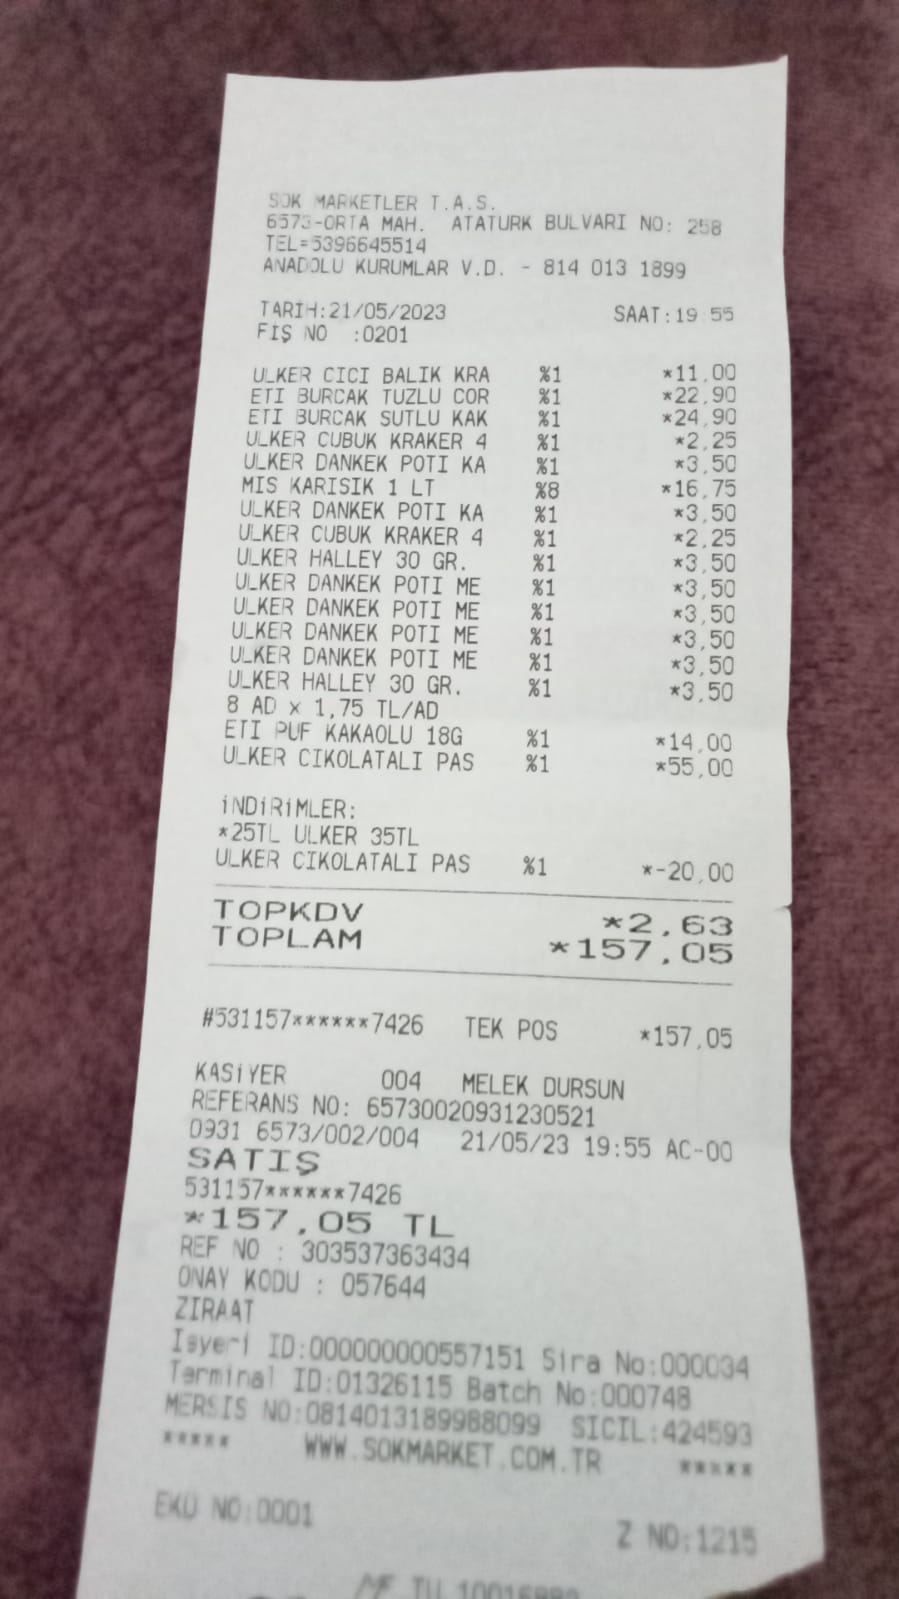 SOK MARKETLER T.A.S.
6573-ORTA MAH. ATATURK BULVARI NO: 258
TEL=5396645514
ANADOLU KURUMLAR V.D. - 814 013 1899
TARİH:21/05/2023 SAAT:19:55
FİŞ NO :0201
ULKER CICI BALIK KRA %1 *11,00
ETI BURCAK TUZLU COR %1 *22,90
ETI BURCAK SUTLU KAK %1 *24,90
ULKER CUBUK KRAKER 4 %1 *2,25
ULKER DANKEK POTI KA %1 *3,50
MIS KARISIK 1 LT %8 *16,75
ULKER DANKEK POTI KA %1 *3,50
ULKER CUBUK KRAKER 4 %1 *2,25
ULKER HALLEY 30 GR. %1 *3,50
ULKER DANKEK POTI ME %1 *3,50
ULKER DANKEK POTI ME %1 *3,50
ULKER DANKEK POTI ME %1 *3,50
ULKER DANKEK POTI ME %1 *3,50
ULKER HALLEY 30 GR. %1 *3,50
8 AD x 1,75 TL/AD
ETI PUF KAKAOLU 18G %1 *14,00
ULKER CIKOLATALI PAS %1 *55,00
İNDİRİMLER:
*25TL ULKER 35TL
ULKER CIKOLATALI PAS %1 *-20,00
TOPKDV *2,63
TOPLAM *157,05
#531157******7426 TEK POS *157,05
KASİYER 004 MELEK DURSUN
REFERANS NO: 65730020931230521
0931 6573/002/004 21/05/23 19:55 AC-00
SATIŞ
531157******7426
*157,05 TL
REF NO : 303537363434
ONAY KODU : 057644
ZIRAAT
Isyeri ID:000000000557151 Sira No:000034
Terminal ID:01326115 Batch No:000748
MERSIS NO:0814013189988099 SICIL:424593
***** WWW.SOKMARKET.COM.TR *****
EKÜ NO:0001
Z NO:1215